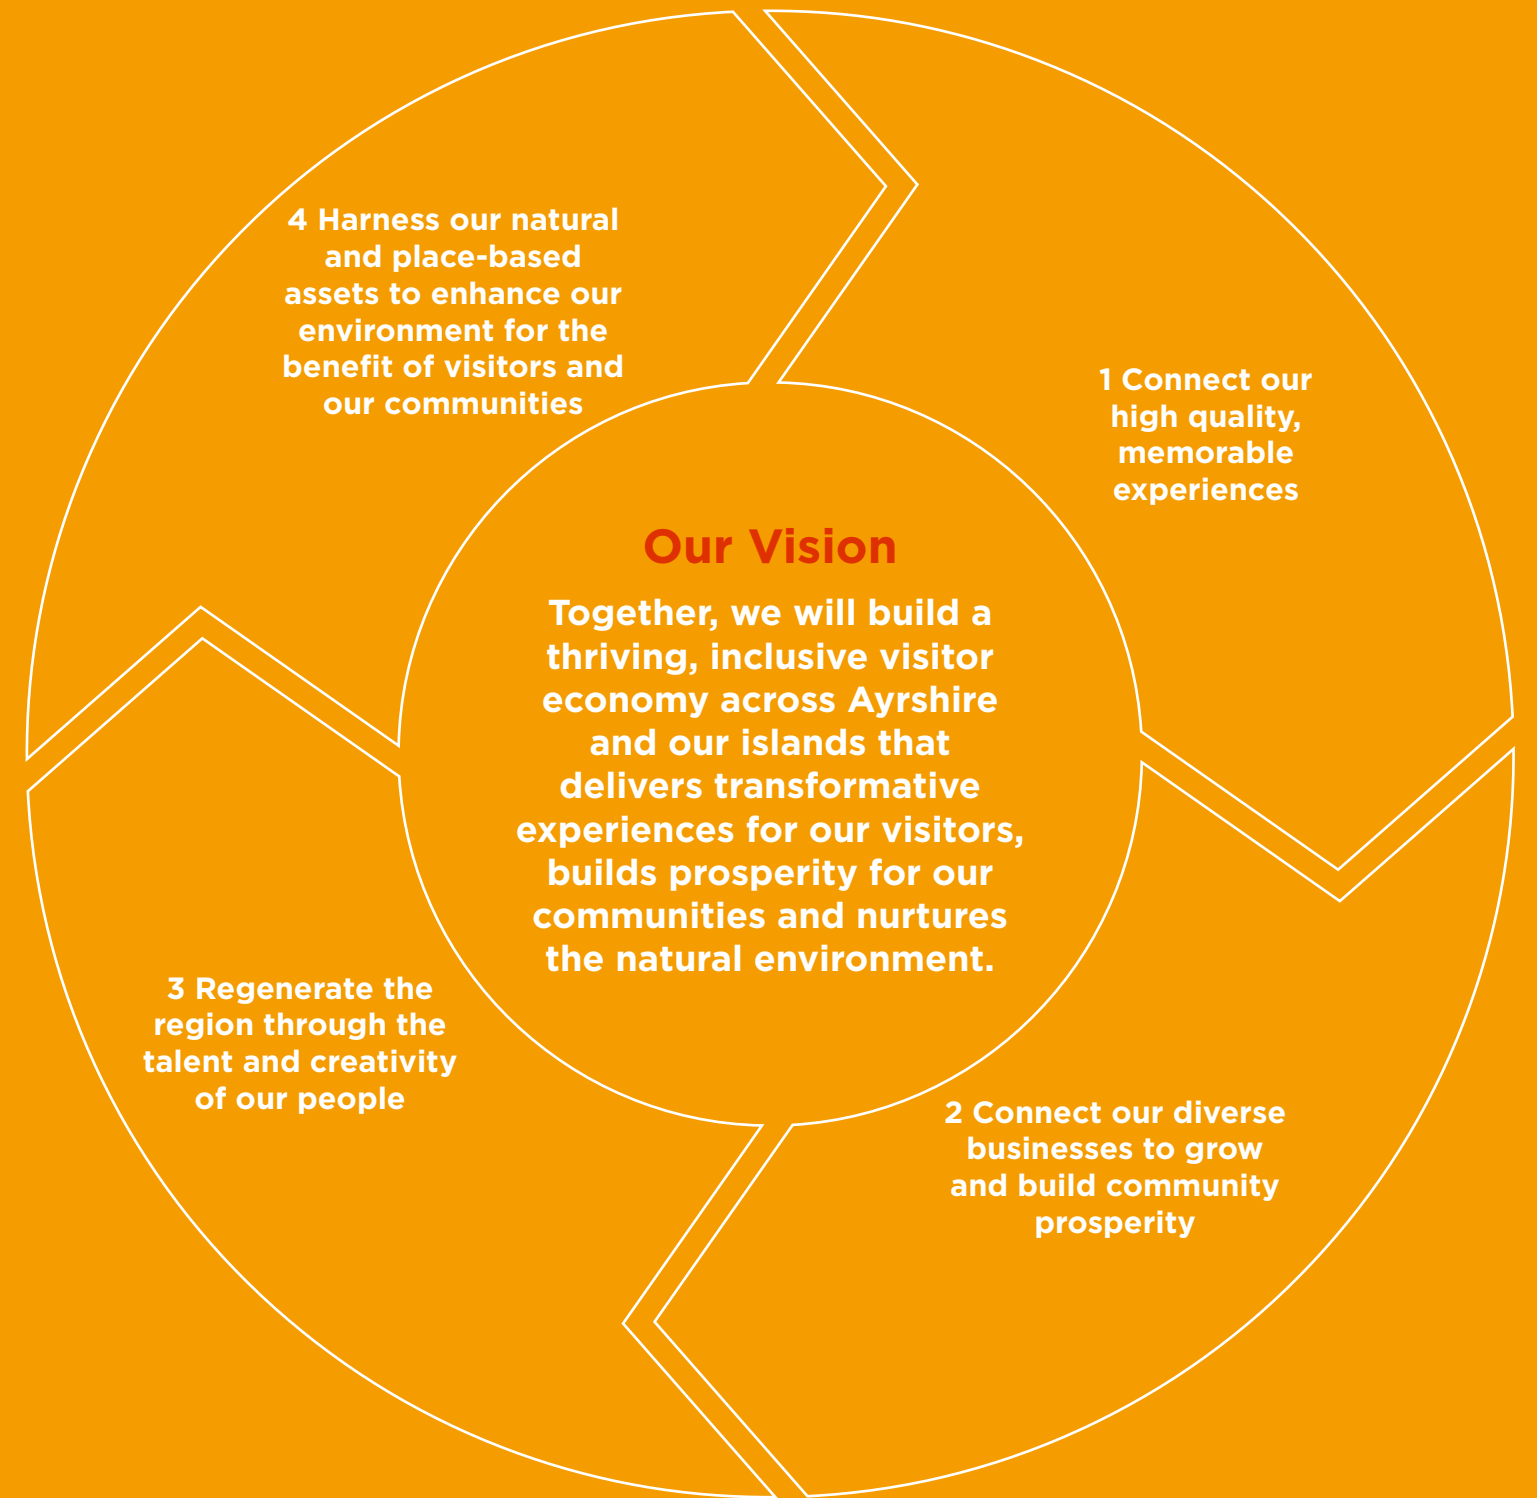 4 Harness our natural
and place-based
assets to enhance our
environment for the
benefit of visitors and
our communities
1 Connect our
high quality,
memorable
experiences
Our Vision
Together, we will build a
thriving, inclusive visitor
economy across Ayrshire
and our islands that
delivers transformative
experiences for our visitors,
builds prosperity for our
communities and nurtures
the natural environment.
3 Regenerate the
region through the
talent and creativity
of our people
2 Connect our diverse
businesses to grow
and build community
prosperity